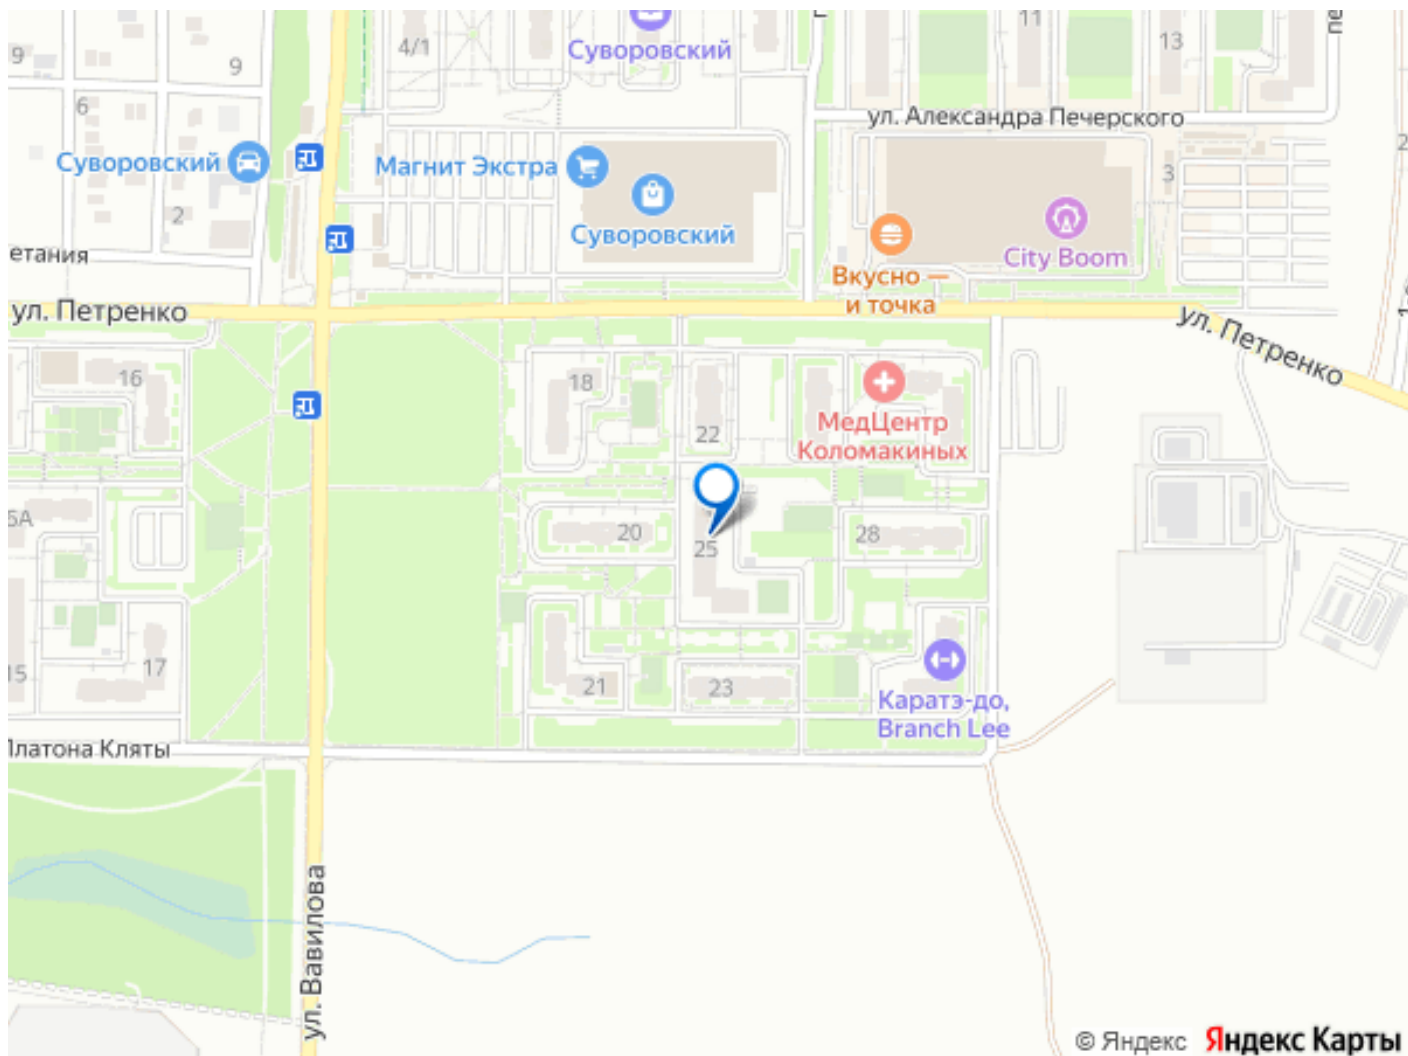 4/1
Суворовский
11
13
9
9
6
ул. Александра Печерского
Суворовский
Магнит Экстра
3
2
2
Суворовский
City Boom
етания
Вкусно —
и точка
ул. Петренко
ул. Петренко
16
18
22
МедЦентр
Коломакиных
5А
20
25
28
15
17
21
23
Каратэ-до,
Branch Lee
Платона Кляты
ул. Вавилова
© Яндекс
Яндекс Карты